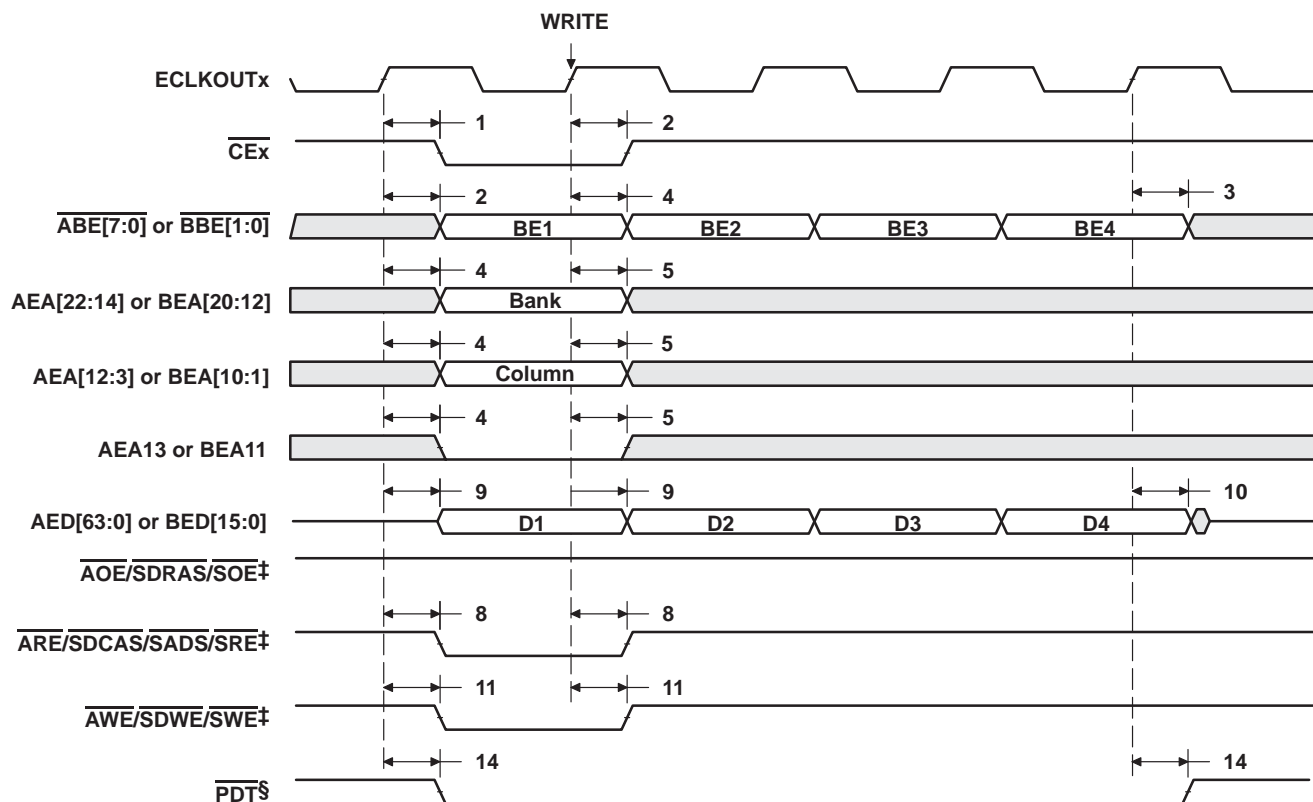 WRITE
ECLKOUTx
1 2
CEx
2 4 3
ABE[7:0] or BBE[1:0] BE1 BE2 BE3 BE4
4 5
AEA[22:14] or BEA[20:12] Bank
4 5
AEA[12:3] or BEA[10:1] Column
4 5
AEA13 or BEA11
9 9 10
AED[63:0] or BED[15:0] D1 D2 D3 D4
AOE/SDRAS/SOE‡
8 8
ARE/SDCAS/SADS/SRE‡
11 11
AWE/SDWE/SWE‡
14 14
PDT§